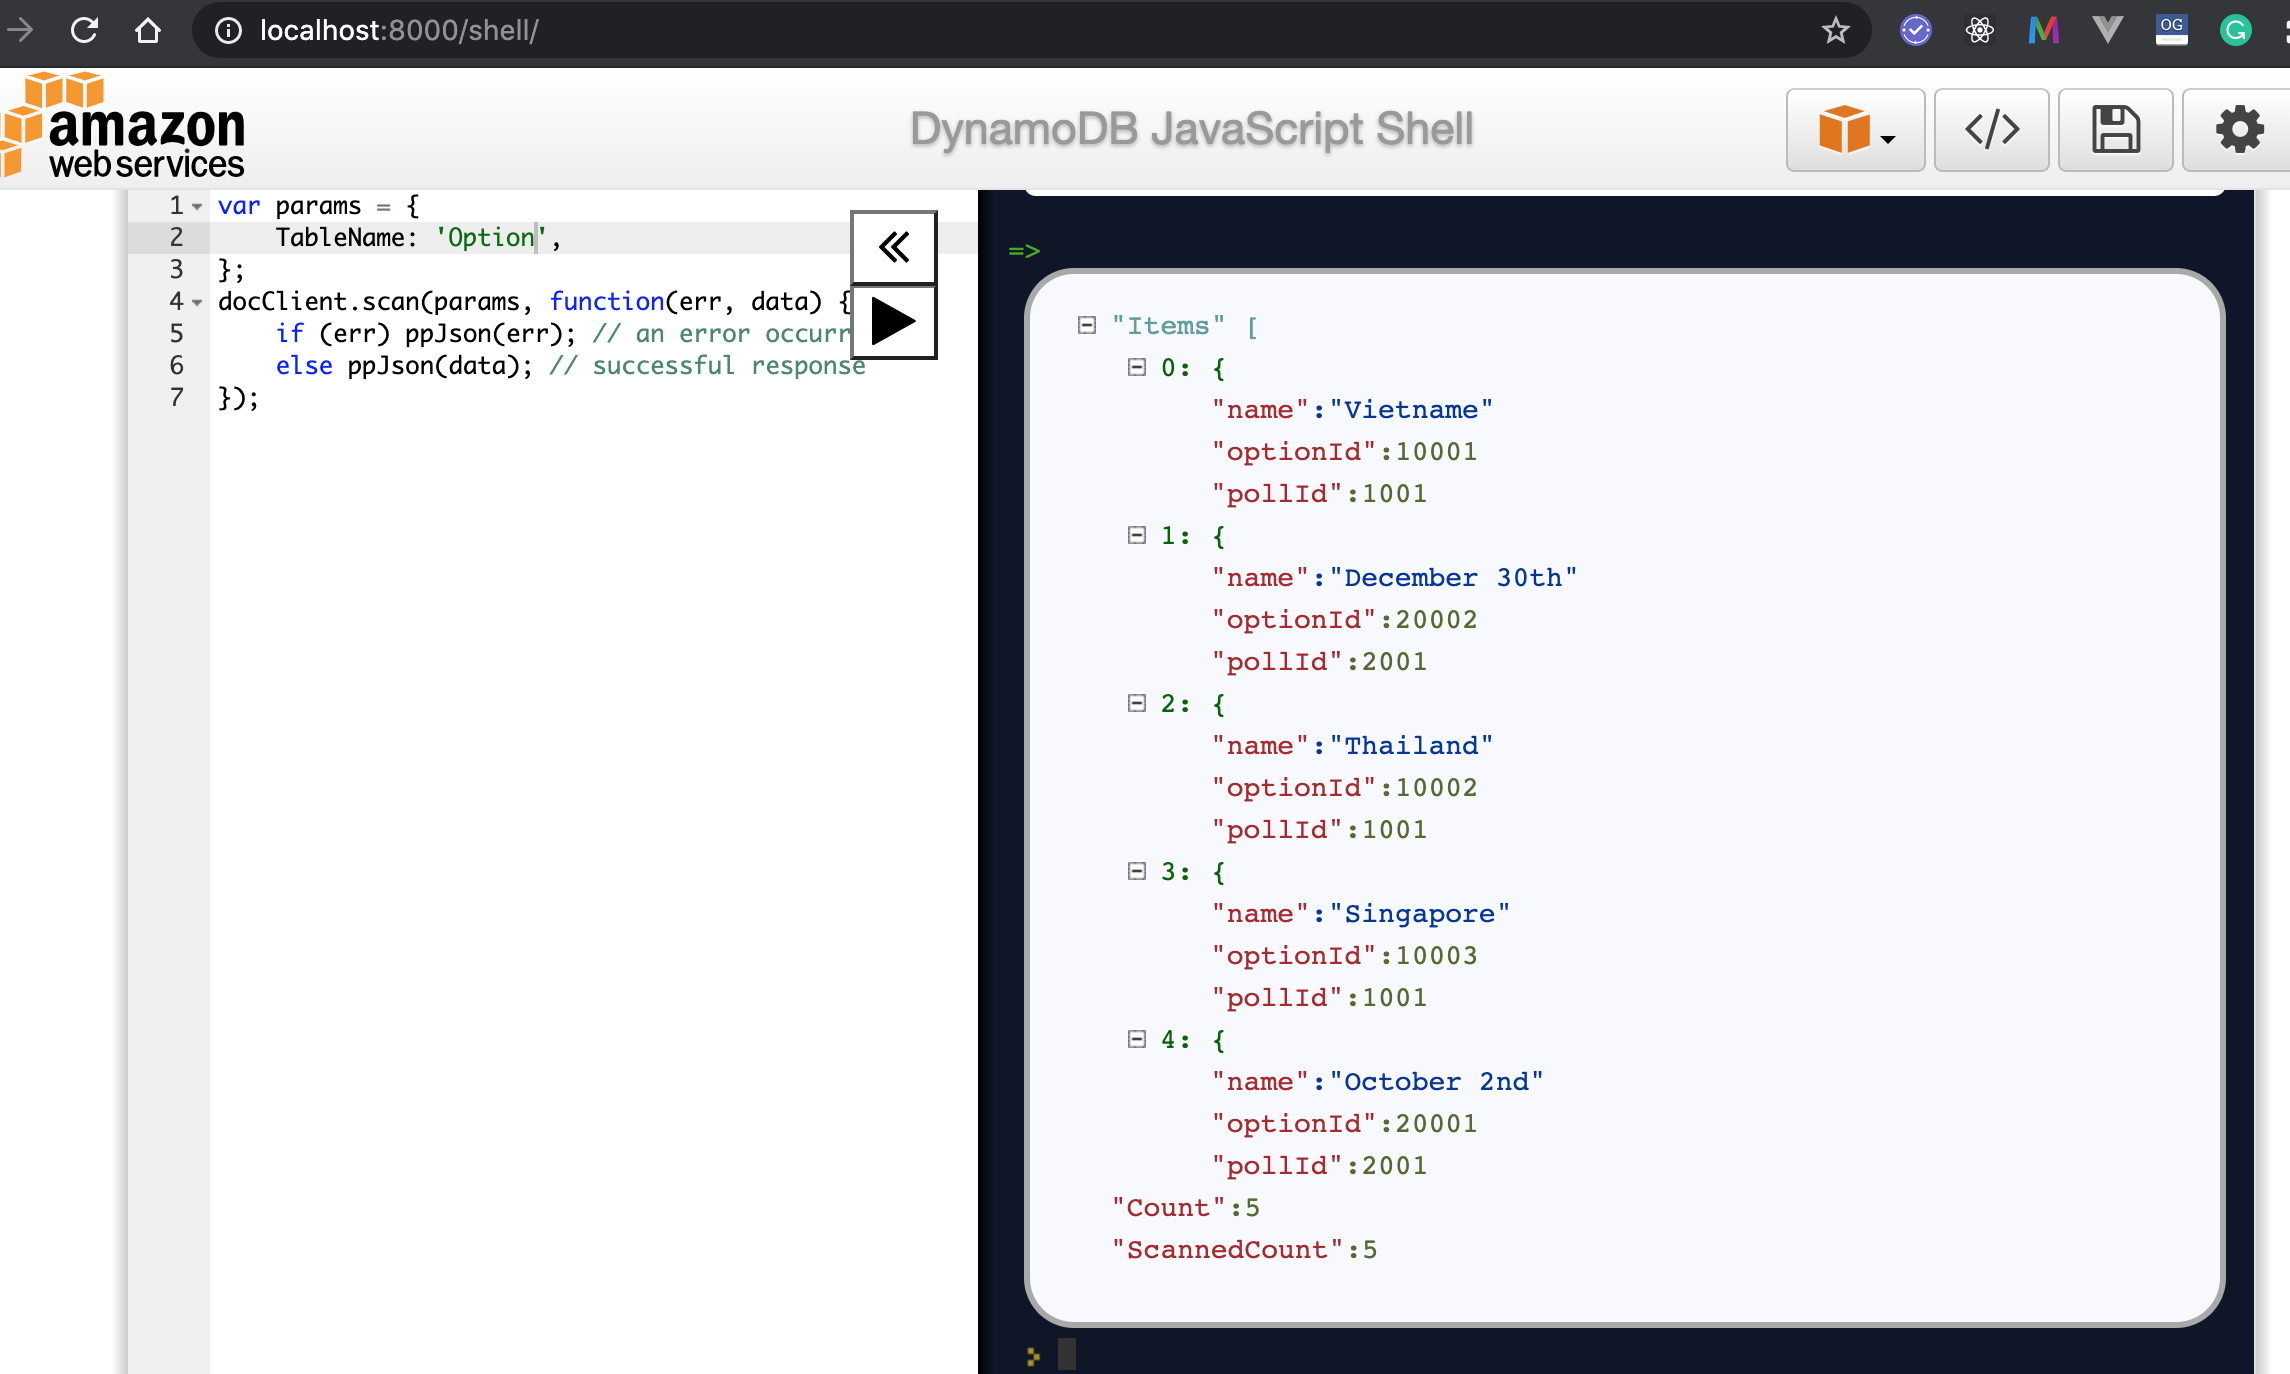 localhost:8000/shell/
OG
amazon
web services
DynamoDB JavaScript Shell
1 var params = {
2 TableName: 'Option',
3 };
4 docClient.scan(params, function(err, data) {
5 if (err) ppJson(err); // an error occurr
6 else ppJson(data); // successful response
7 });
=>
"Items" [
0: {
"name":"Vietname"
"optionId":10001
"pollId":1001
1: {
"name":"December 30th"
"optionId":20002
"pollId":2001
2: {
"name":"Thailand"
"optionId":10002
"pollId":1001
3: {
"name":"Singapore"
"optionId":10003
"pollId":1001
4: {
"name":"October 2nd"
"optionId":20001
"pollId":2001
"Count":5
"ScannedCount":5
>